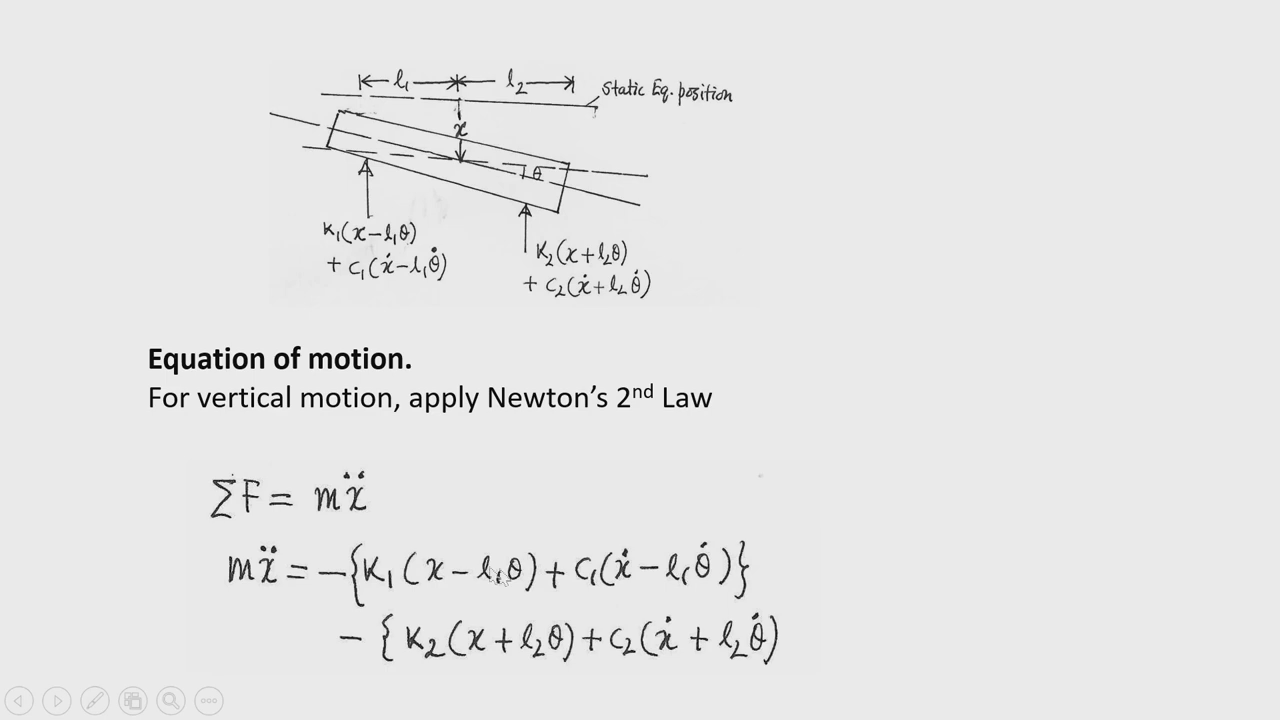 l₁ l₂
Static Eq. position
x
θ
K₁(x−l₁θ)
+ C₁(ẋ−l₁θ̇)
K₂(x+l₂θ)
+ C₂(ẋ+l₂θ̇)
Equation of motion.
For vertical motion, apply Newton’s 2nd Law
ΣF = mẍ
mẍ = −{K₁(x−l₁θ)+C₁(ẋ−l₁θ̇)}
−{K₂(x+l₂θ)+C₂(ẋ+l₂θ̇)